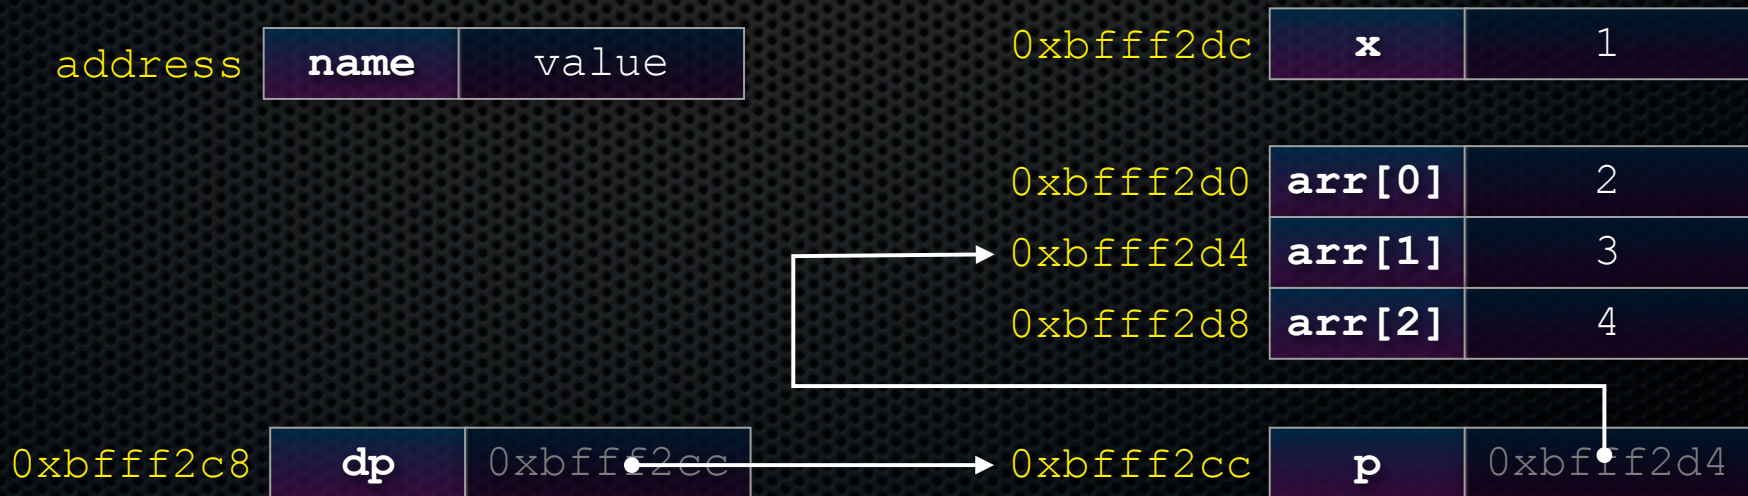 address name value
0xbfff2dc x 1
0xbfff2d0 arr[0] 2
0xbfff2d4 arr[1] 3
0xbfff2d8 arr[2] 4
0xbfff2c8 dp 0xbfff2cc
0xbfff2cc p 0xbfff2d4